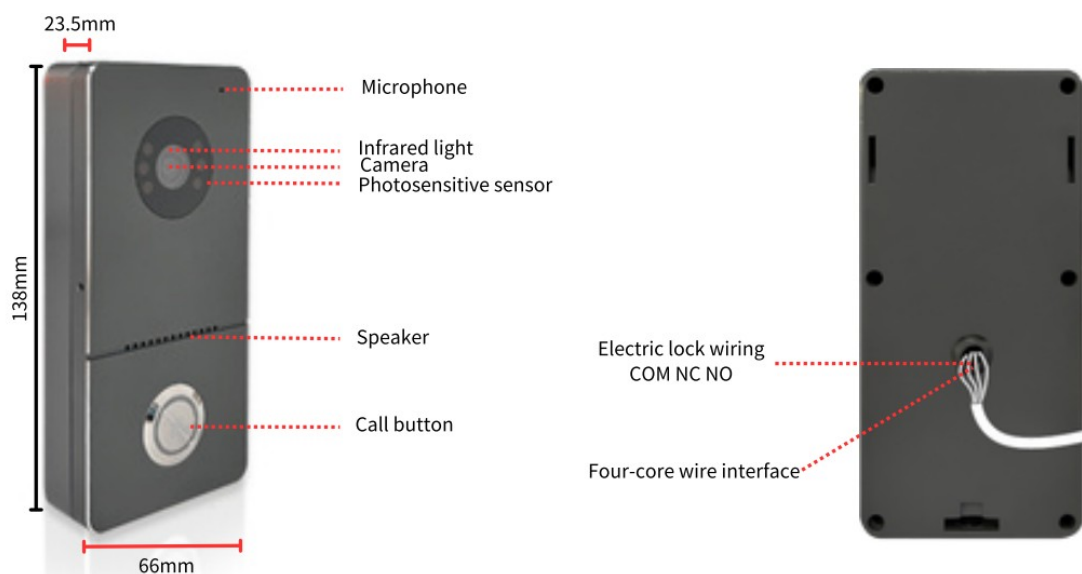 23.5mm
Microphone
Infrared light
Camera
Photosensitive sensor
138mm
Speaker
Call button
66mm
Electric lock wiring
COM NC NO
Four-core wire interface